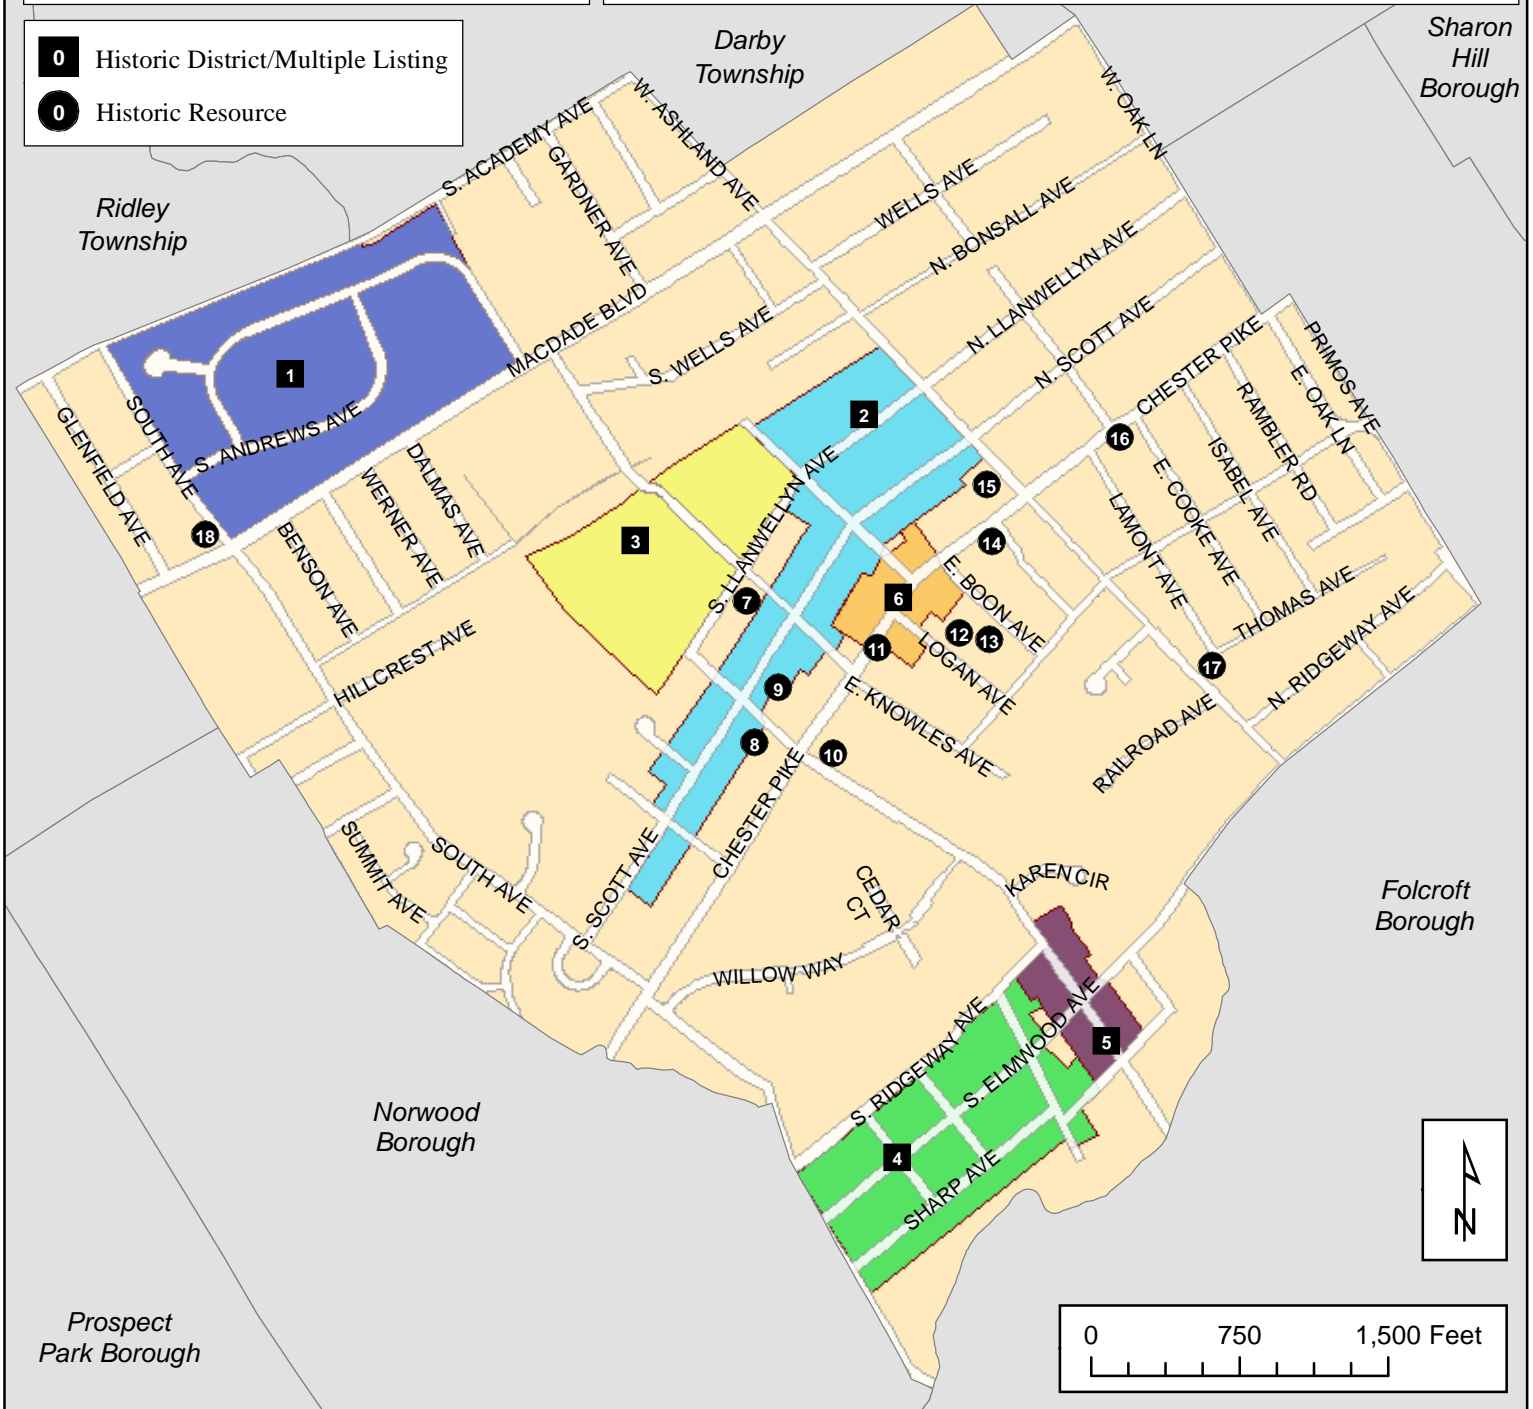 0 Historic District/Multiple Listing
0 Historic Resource
Darby
Township
Sharon
Hill
Borough
Ridley
Township
S. ACADEMY AVE
W. ASHLAND AVE
GARDNER AVE
W. OAK LN
WELLS AVE
N. BONSALL AVE
N. LLANWELLYN AVE
N. SCOTT AVE
MACDADE BLVD
S. WELLS AVE
CHESTER PIKE
PRIMOS AVE
E. OAK LN
RAMBLER RD
ISABEL AVE
E. COOKE AVE
LAMONT AVE
1
S. ANDREWS AVE
SOUTH AVE
GLENFIELD AVE
2
S. LLANWELLYN AVE
16
15
14
DALMAS AVE
WERNER AVE
BENSON AVE
18
3
7
6
E. BOON AVE
12
13
11
LOGAN AVE
THOMAS AVE
N. RIDGEWAY AVE
17
HILLCREST AVE
9
8
10
E. KNOWLES AVE
RAILROAD AVE
CHESTER PIKE
SUMMIT AVE
SOUTH AVE
S. SCOTT AVE
CEDAR
CT
KAREN CIR
WILLOW WAY
Folcroft
Borough
S. RIDGEWAY AVE
S. ELMWOOD AVE
5
4
SHARP AVE
Norwood
Borough
Prospect
Park Borough
N
0 750 1,500 Feet